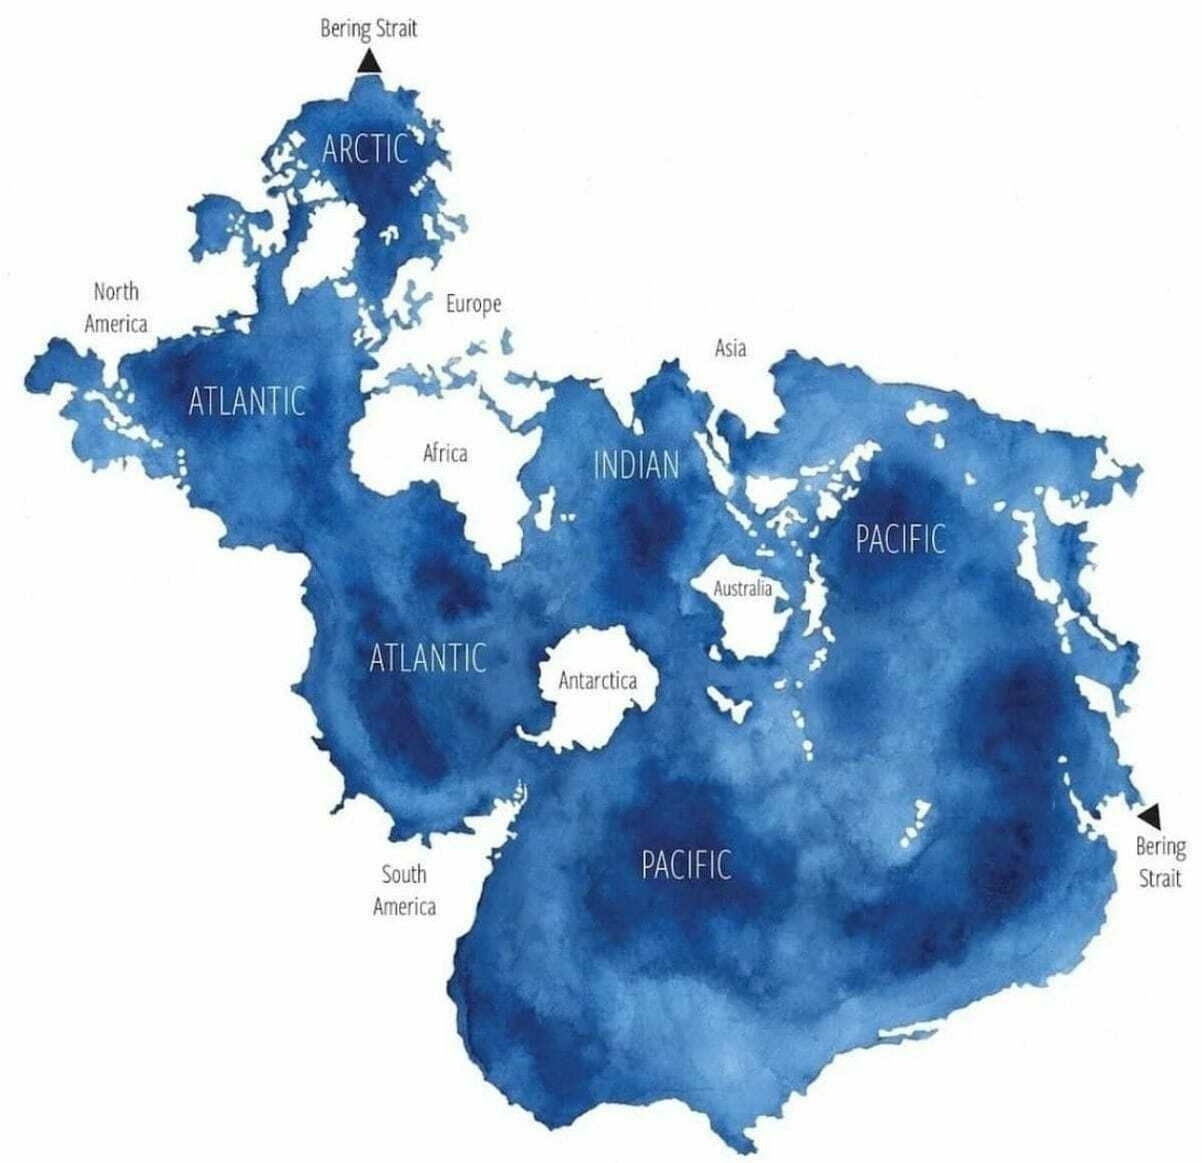 Bering Strait
ARCTIC
North
America
Europe
Asia
ATLANTIC
Africa
INDIAN
PACIFIC
Australia
ATLANTIC
Antarctica
PACIFIC
Bering
Strait
South
America